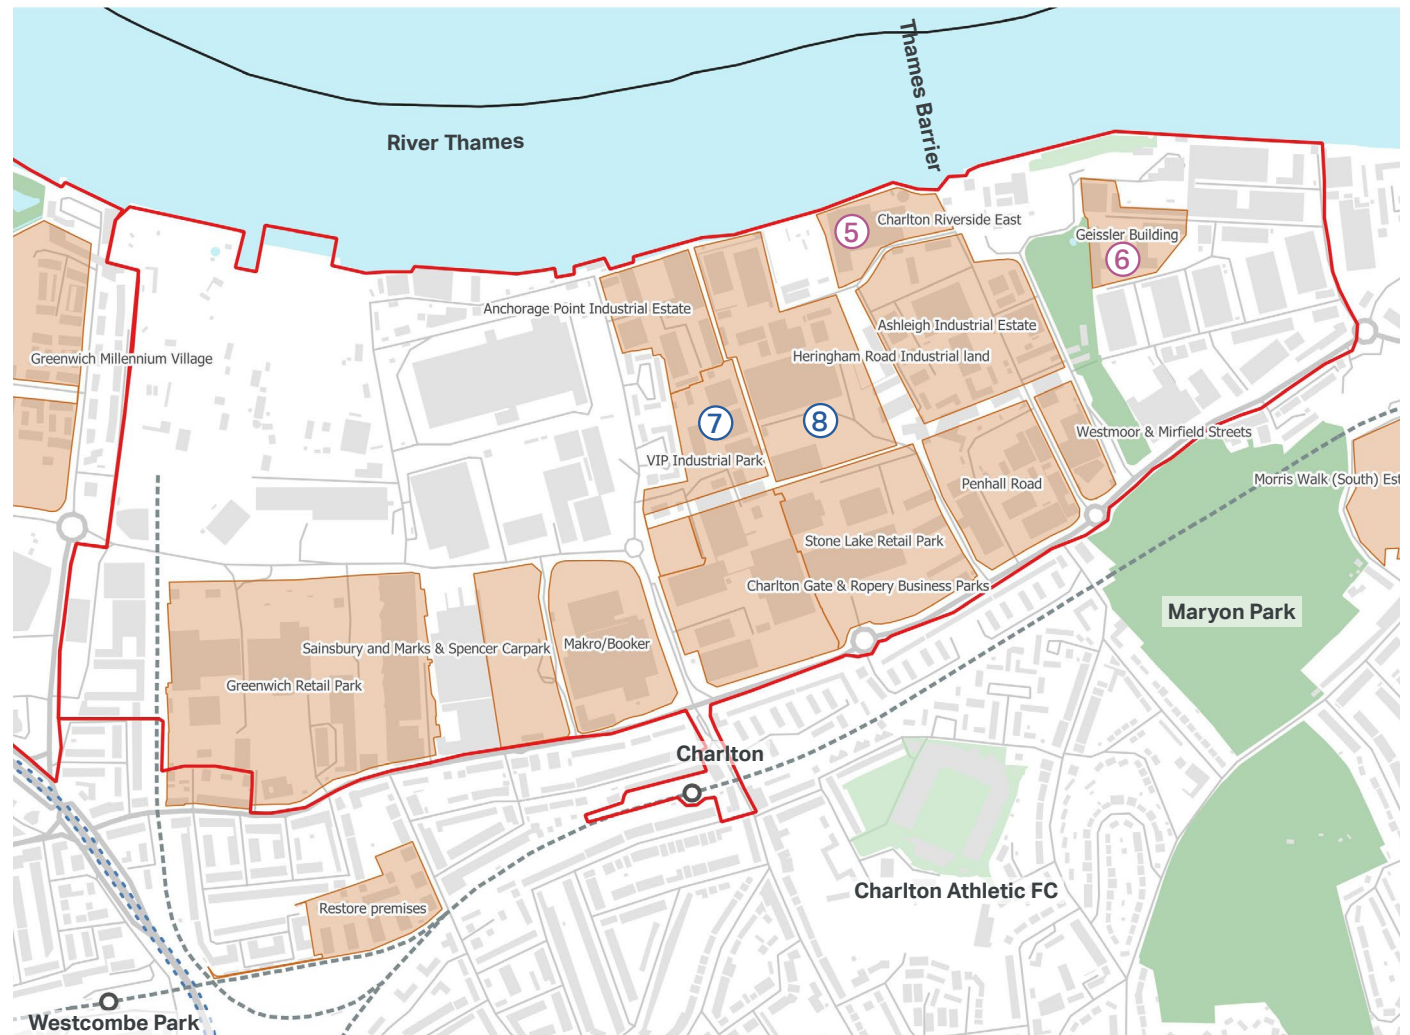 Thames Barrier
River Thames
5
Charlton Riverside East
Geissler Building
6
Anchorage Point Industrial Estate
Ashleigh Industrial Estate
Greenwich Millennium Village
Heringham Road Industrial land
7
8
Westmoor & Mirfield Streets
VIP Industrial Park
Penhall Road
Morris Walk (South) Est
Stone Lake Retail Park
Charlton Gate & Ropery Business Parks
Maryon Park
Sainsbury and Marks & Spencer Carpark
Makro/Booker
Greenwich Retail Park
Charlton
Charlton Athletic FC
Restore premises
Westcombe Park